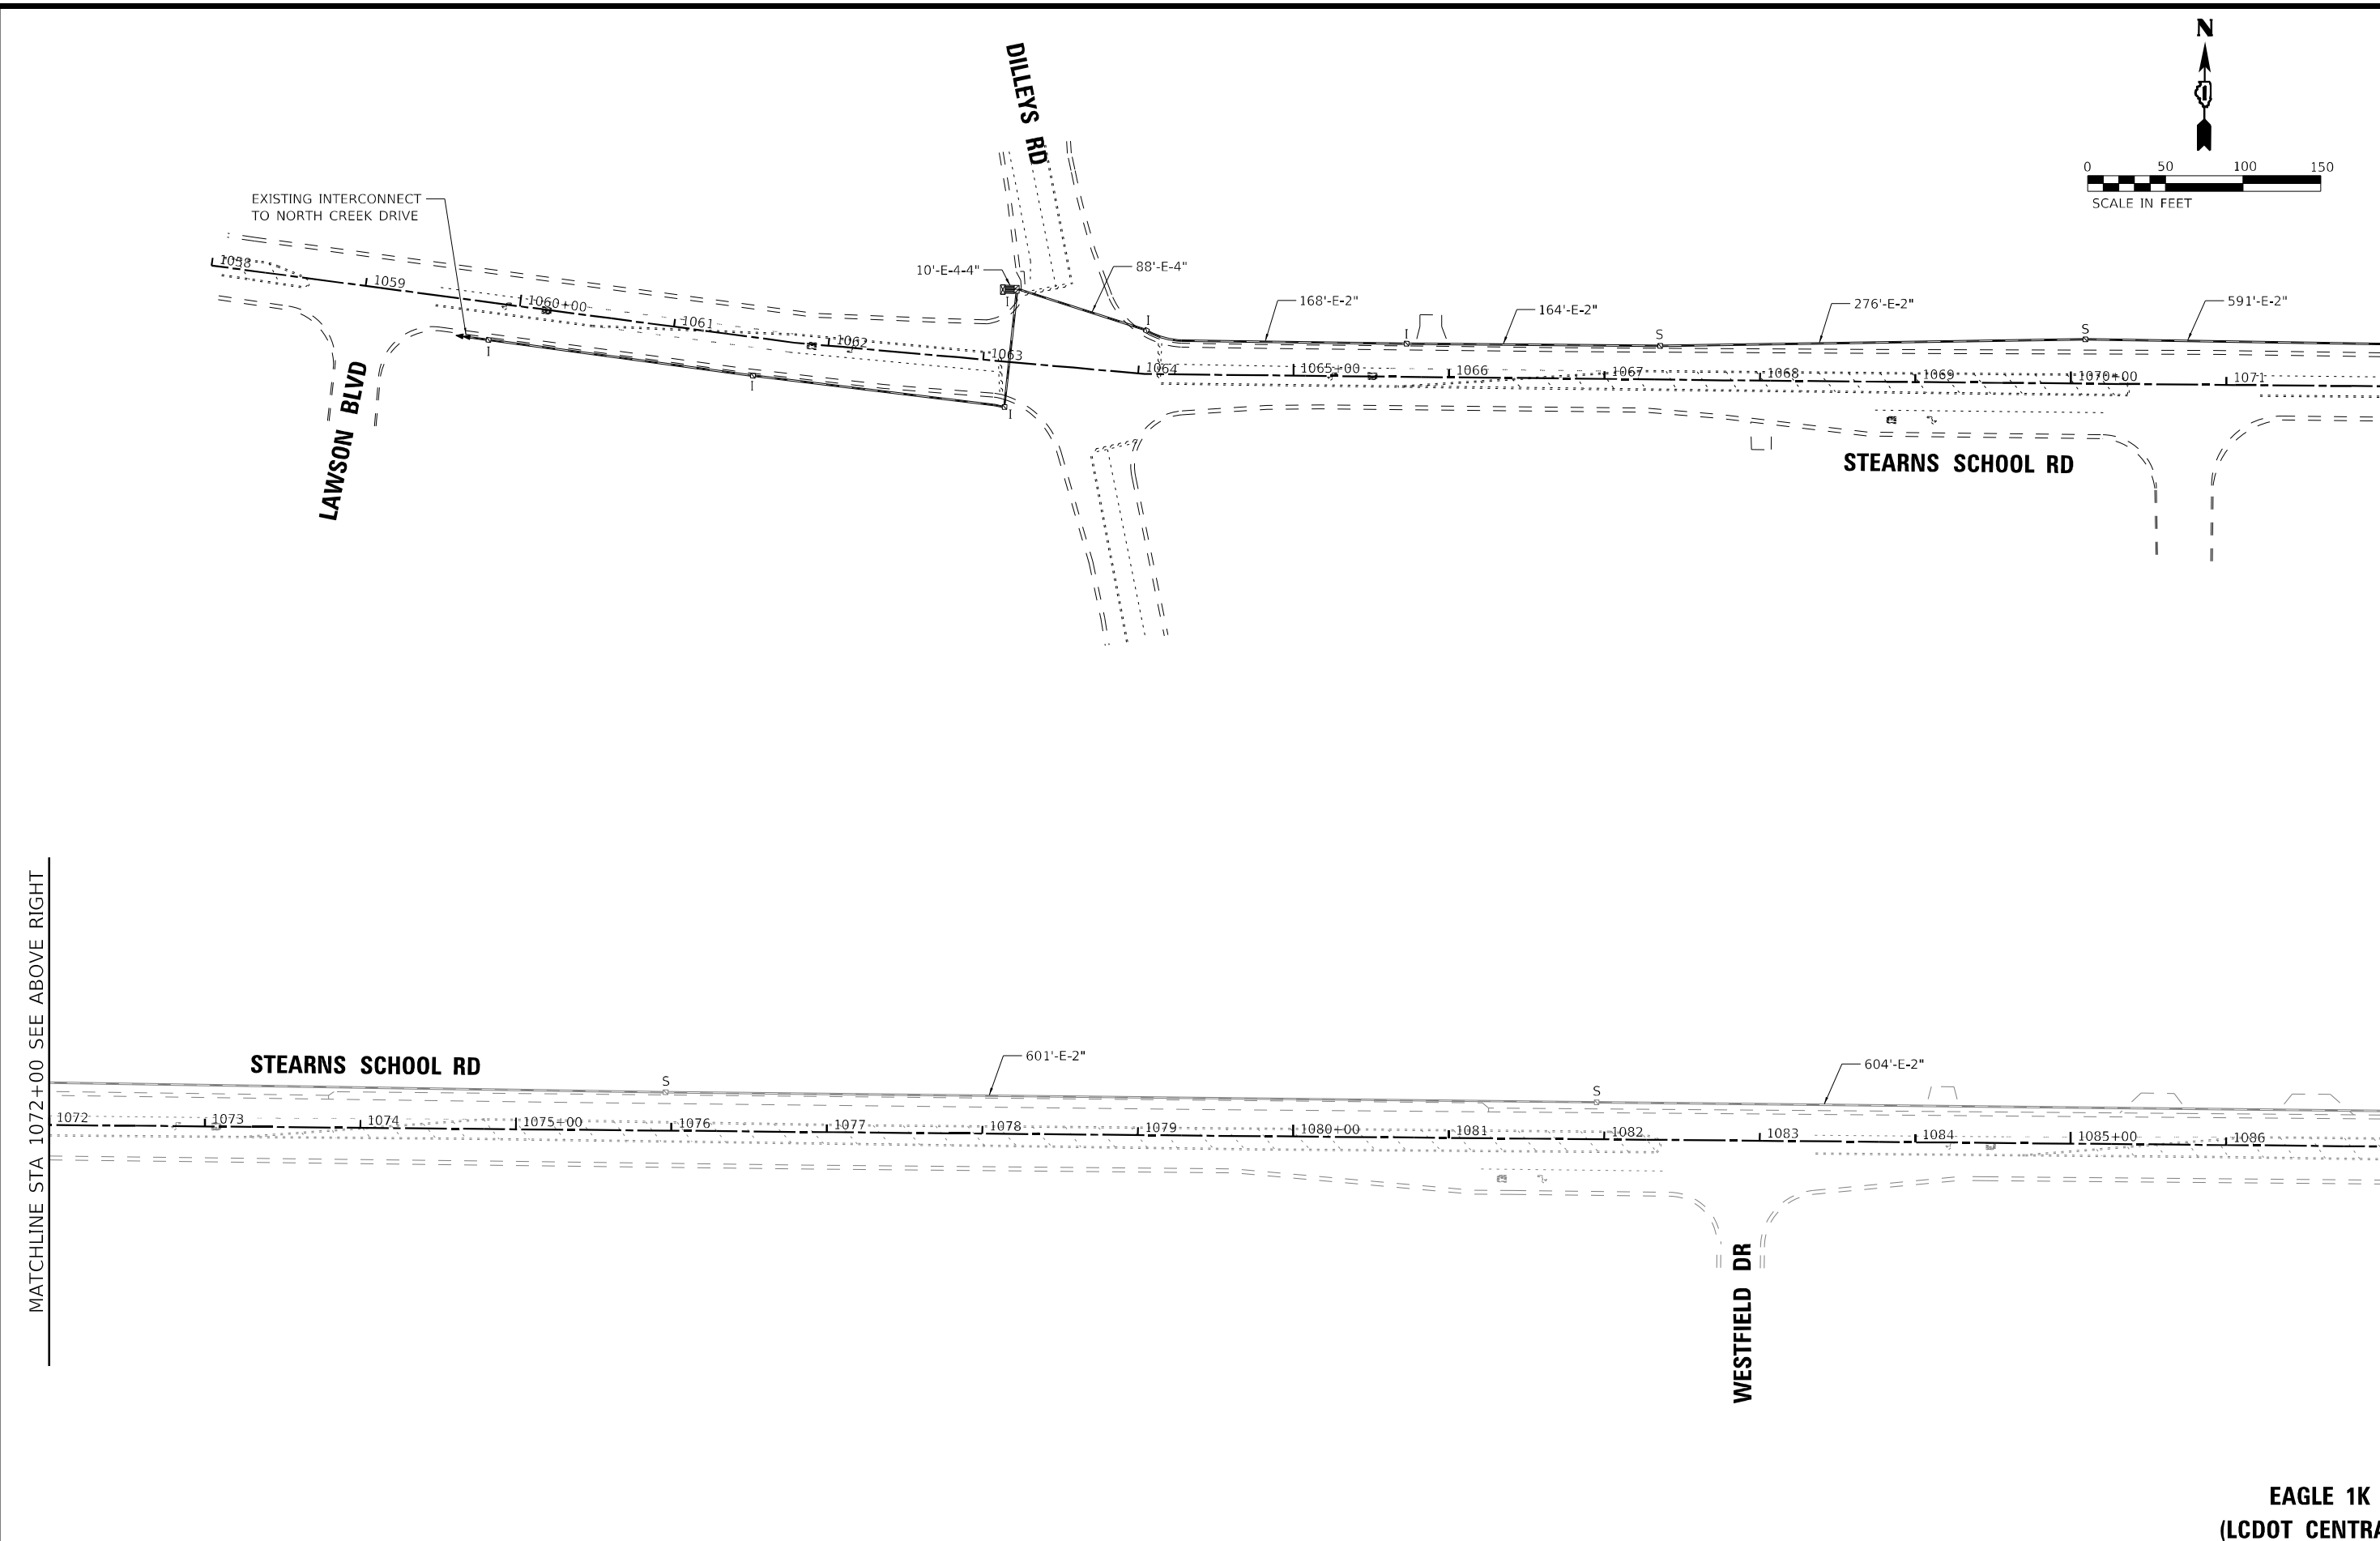 N
DILLEYS RD
0 50 100 150
SCALE IN FEET
EXISTING INTERCONNECT
TO NORTH CREEK DRIVE
10'-E-4-4"
88'-E-4"
168'-E-2"
164'-E-2"
276'-E-2"
591'-E-2"
1058
1059
1060+00
1061
1062
1063
1064
1065+00
1066
1067
1068
1069
1070+00
1071
I
I
I
I
I
I
S
S
LAWSON BLVD
STEARNS SCHOOL RD
MATCHLINE STA 1072+00 SEE ABOVE RIGHT
STEARNS SCHOOL RD
S
601'-E-2"
S
604'-E-2"
1072
1073
1074
1075+00
1076
1077
1078
1079
1080+00
1081
1082
1083
1084
1085+00
1086
WESTFIELD DR
EAGLE 1K
(LCDOT CENTRA